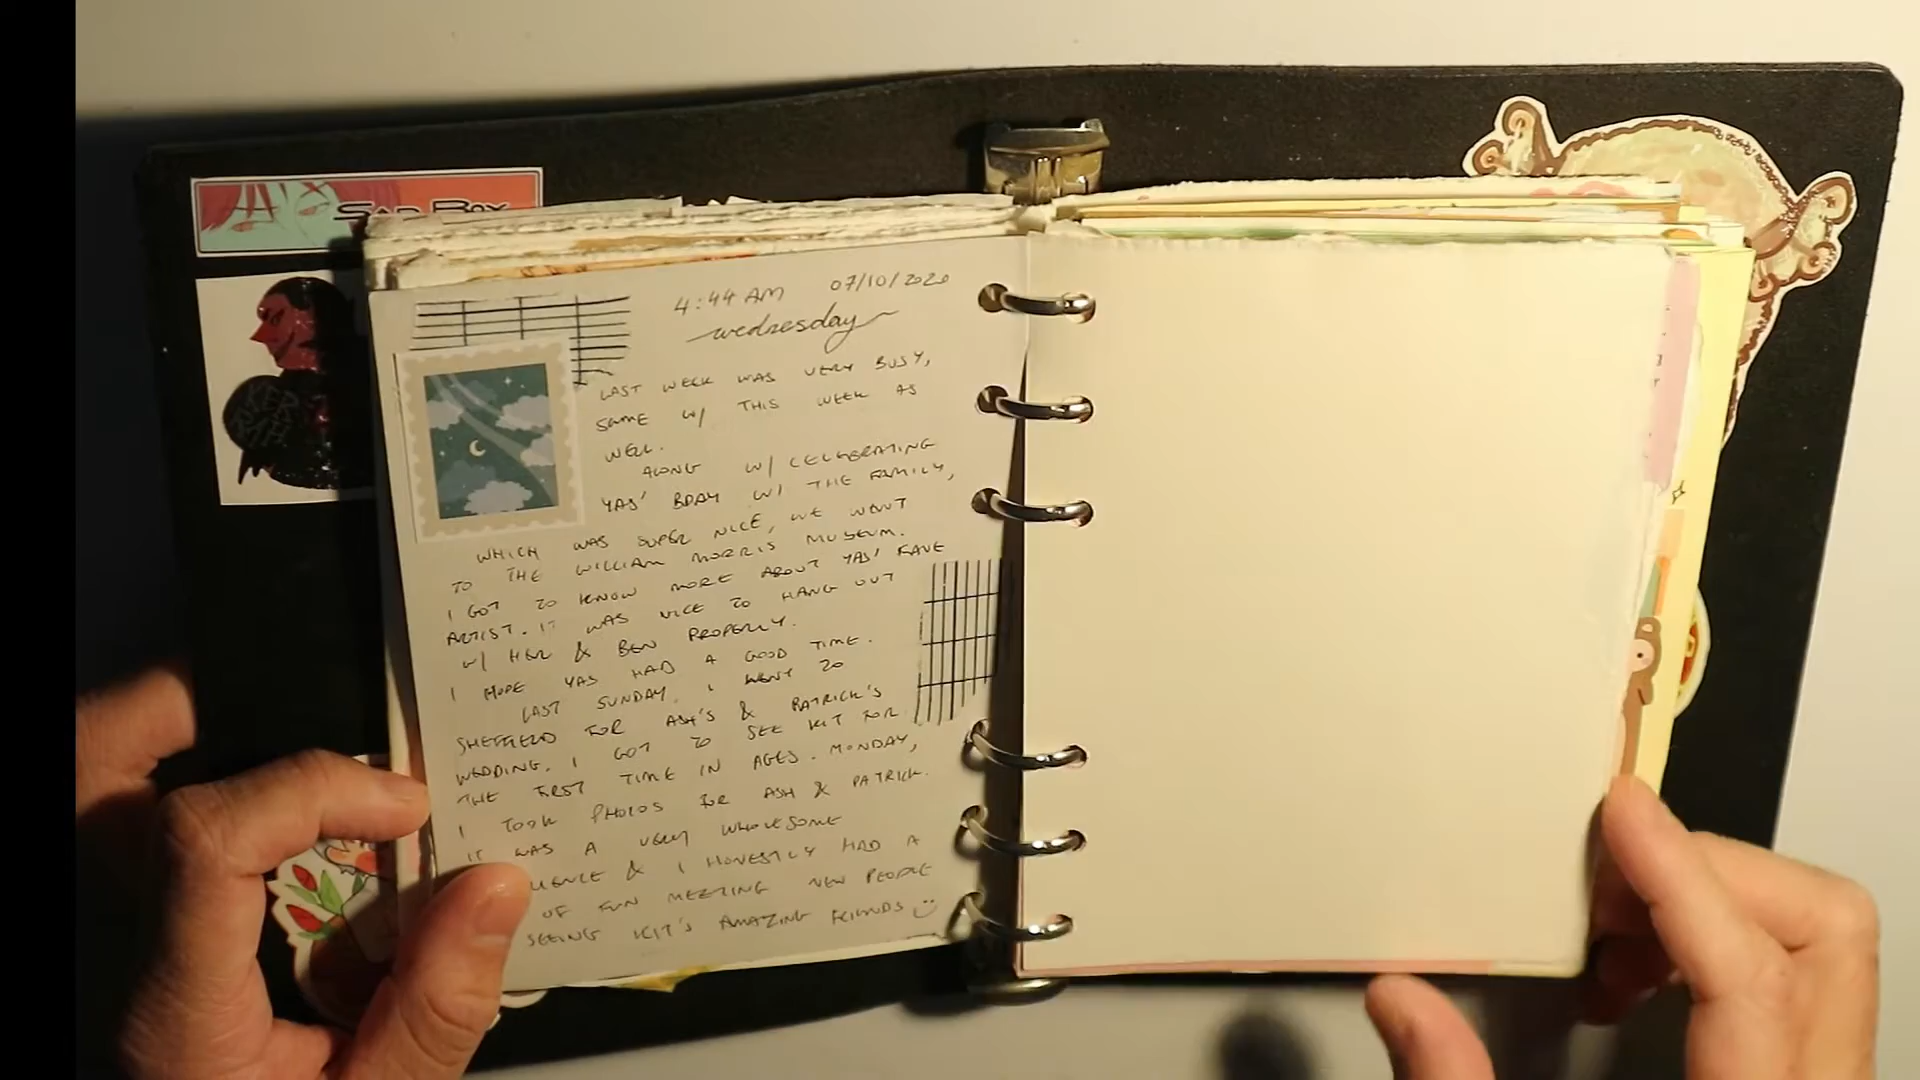 SAD BOY
4:44 AM 07/10/2020
wednesday
LAST WEEK WAS VERY BUSY,
SAME W/ THIS WEEK AS
WELL.
ALONG W/ CELEBRATING
YAS' BDAY W/ THE FAMILY,
WHICH WAS SUPER NICE, WE WENT
TO THE WILLIAM MORRIS MUSEUM.
I GOT TO KNOW MORE ABOUT YAS' FAVE
ARTIST. IT WAS NICE TO HANG OUT
W/ HER & BEN PROPERLY.
I HOPE YAS HAD A GOOD TIME.
LAST SUNDAY, I WENT TO
SHEFFIELD FOR ASH'S & PATRICK'S
WEDDING. I GOT TO SEE KIT FOR
THE FIRST TIME IN AGES. MONDAY,
I TOOK PHOTOS FOR ASH & PATRICK.
IT WAS A VERY WHOLESOME
& I HONESTLY HAD A
OF FUN MEETING NEW PEOPLE
SEEING KIT'S AMAZING FRIENDS